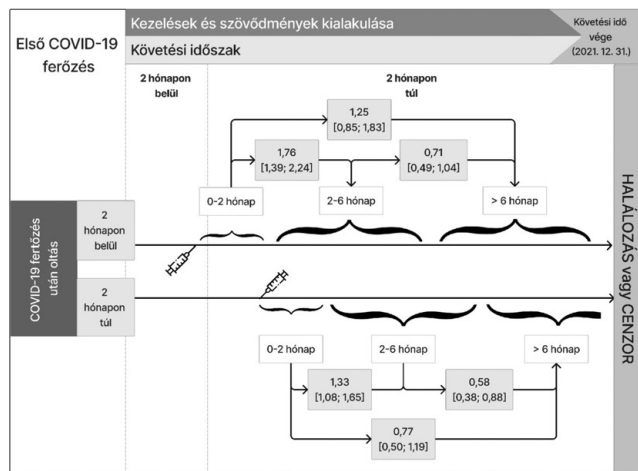 Első COVID-19
ferőzés
Kezelések és szövődmények kialakulása
Követési időszak
Követési idő
vége
(2021. 12. 31.)
2 hónapon
belül
2 hónapon
túl
1,25
[0,85; 1,83]
1,76
[1,39; 2,24]
0,71
[0,49; 1,04]
0-2 hónap
2-6 hónap
> 6 hónap
COVID-19 fertőzés
után oltás
2
hónapon
belül
2
hónapon
túl
0-2 hónap
2-6 hónap
> 6 hónap
1,33
[1,08; 1,65]
0,58
[0,38; 0,88]
0,77
[0,50; 1,19]
HALÁLOZÁS vagy CENZOR